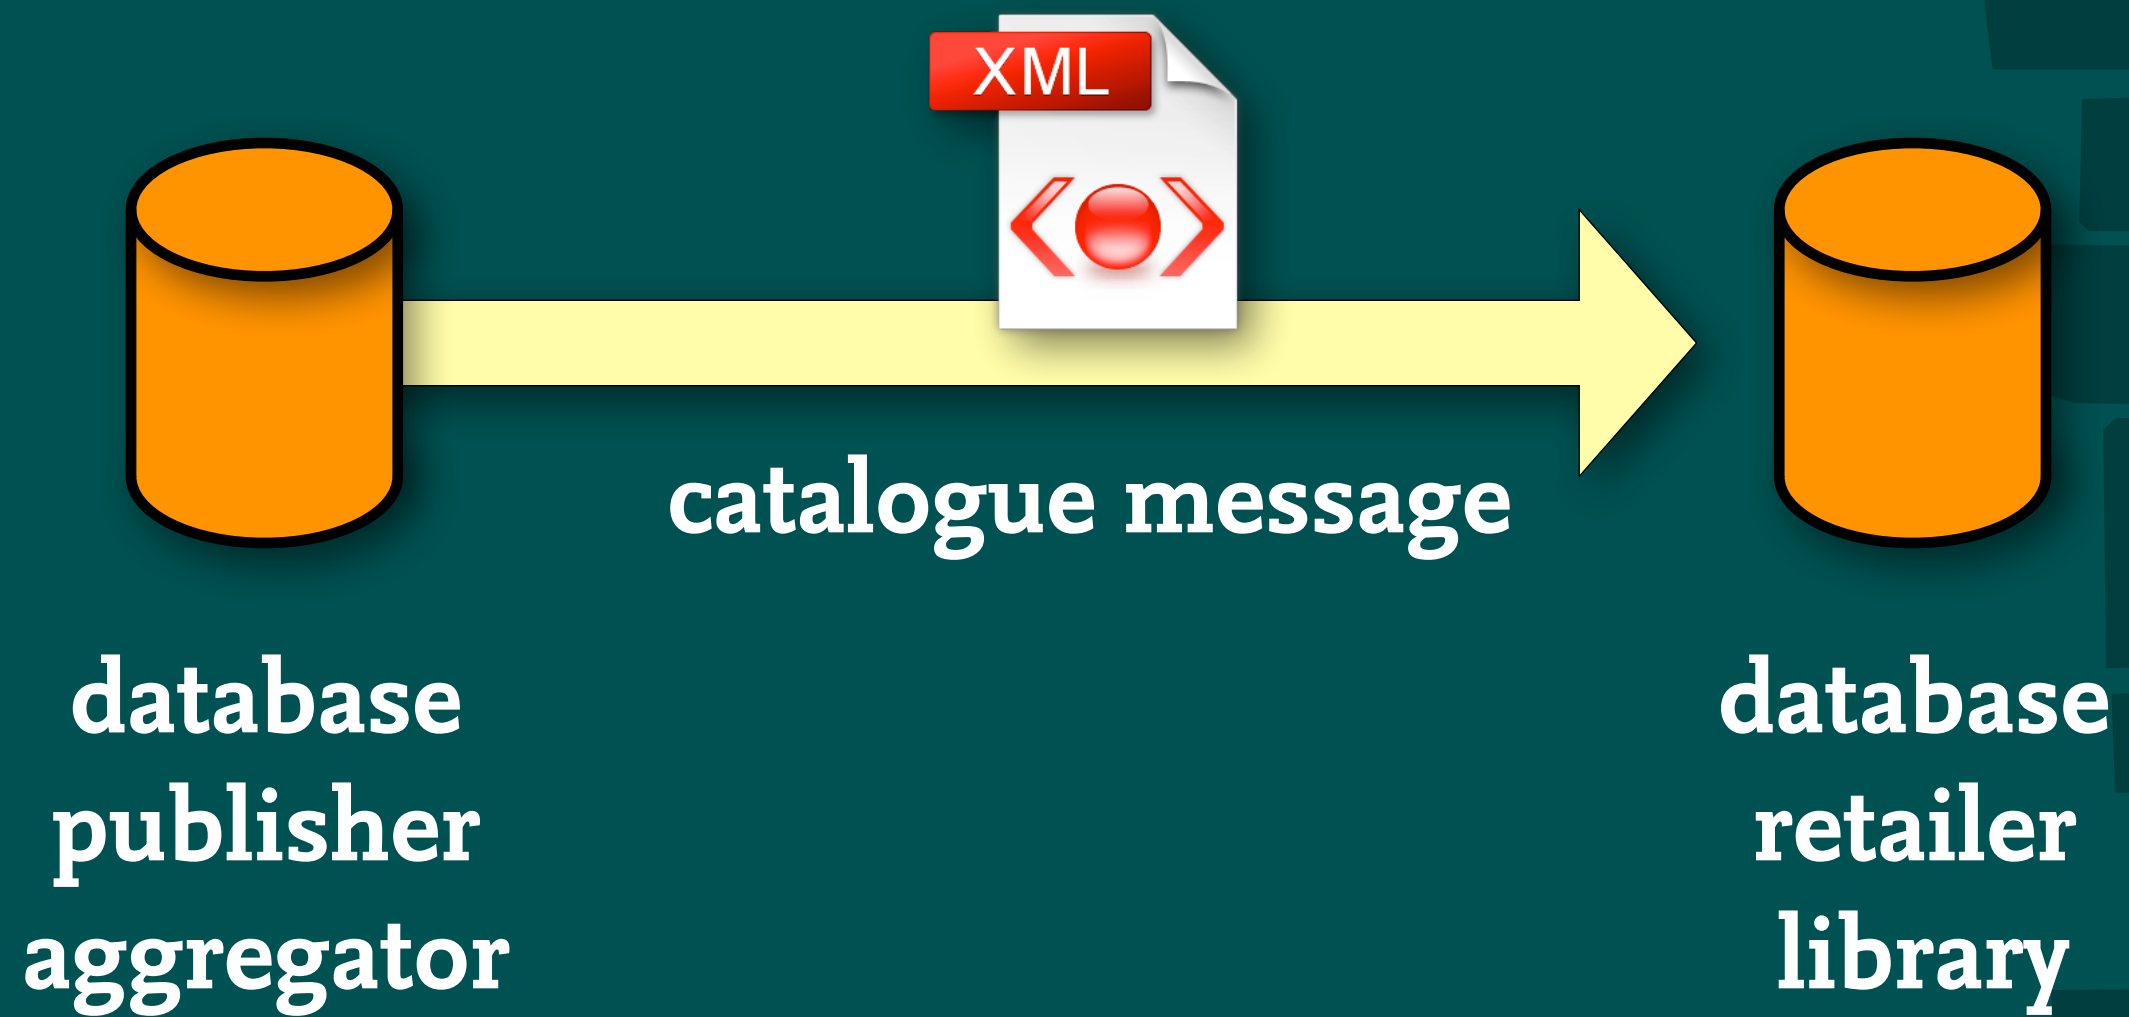 XML
catalogue message
database
publisher
aggregator
database
retailer
library